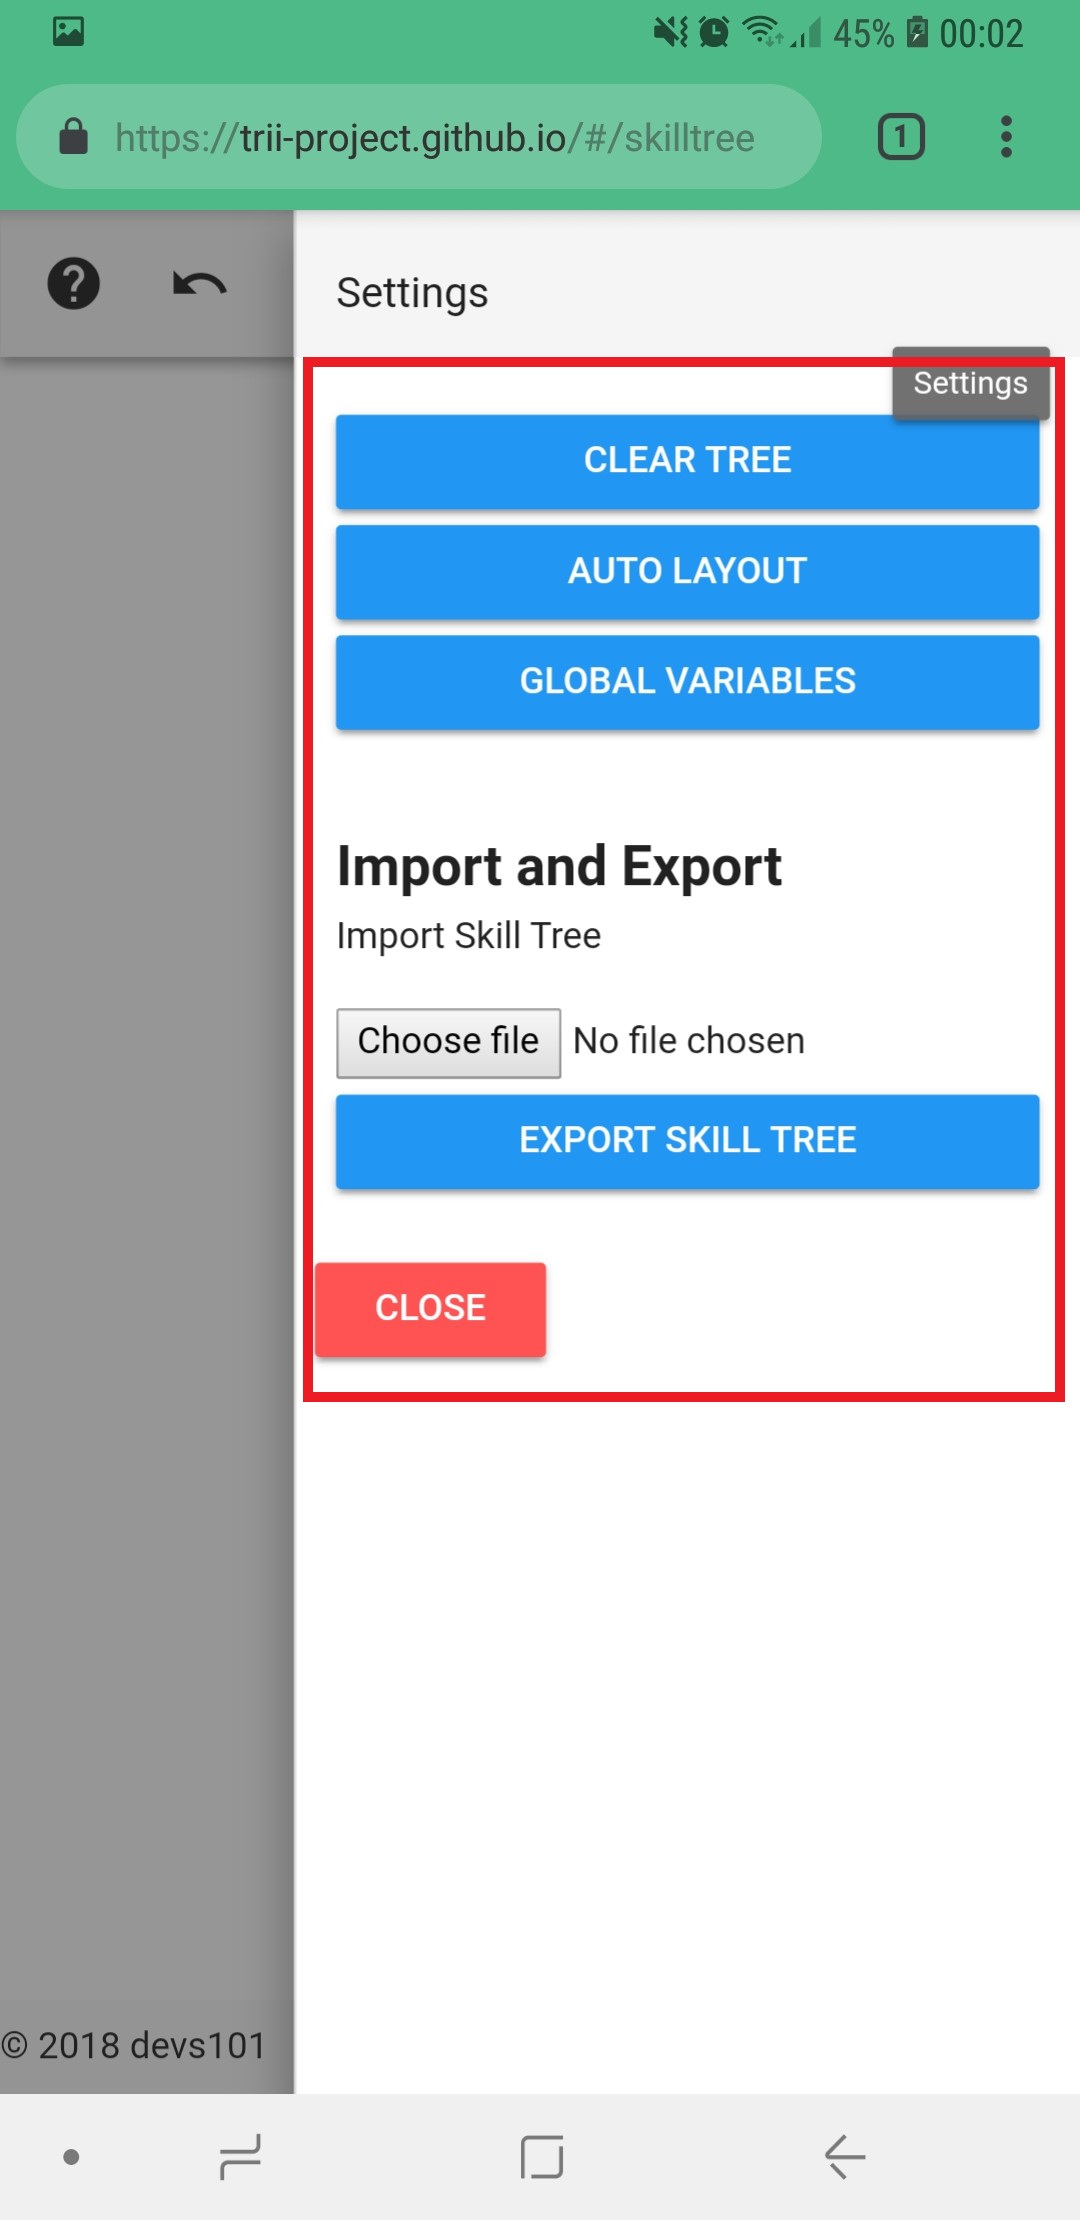 45% 00:02
https://trii-project.github.io/#/skilltree 1
Settings
Settings
CLEAR TREE
AUTO LAYOUT
GLOBAL VARIABLES
Import and Export
Import Skill Tree
Choose file No file chosen
EXPORT SKILL TREE
CLOSE
© 2018 devs101